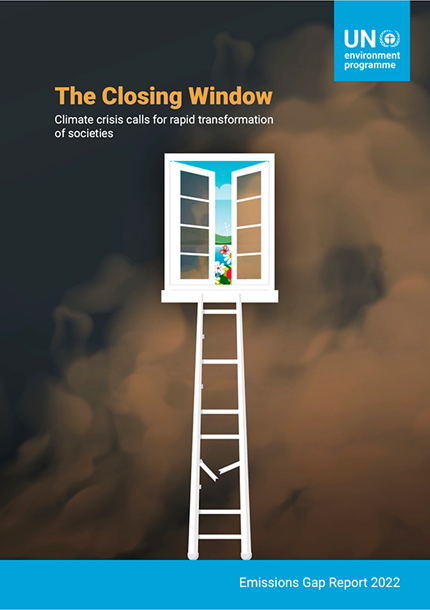 UN
environment
programme
The Closing Window
Climate crisis calls for rapid transformation
of societies
Emissions Gap Report 2022